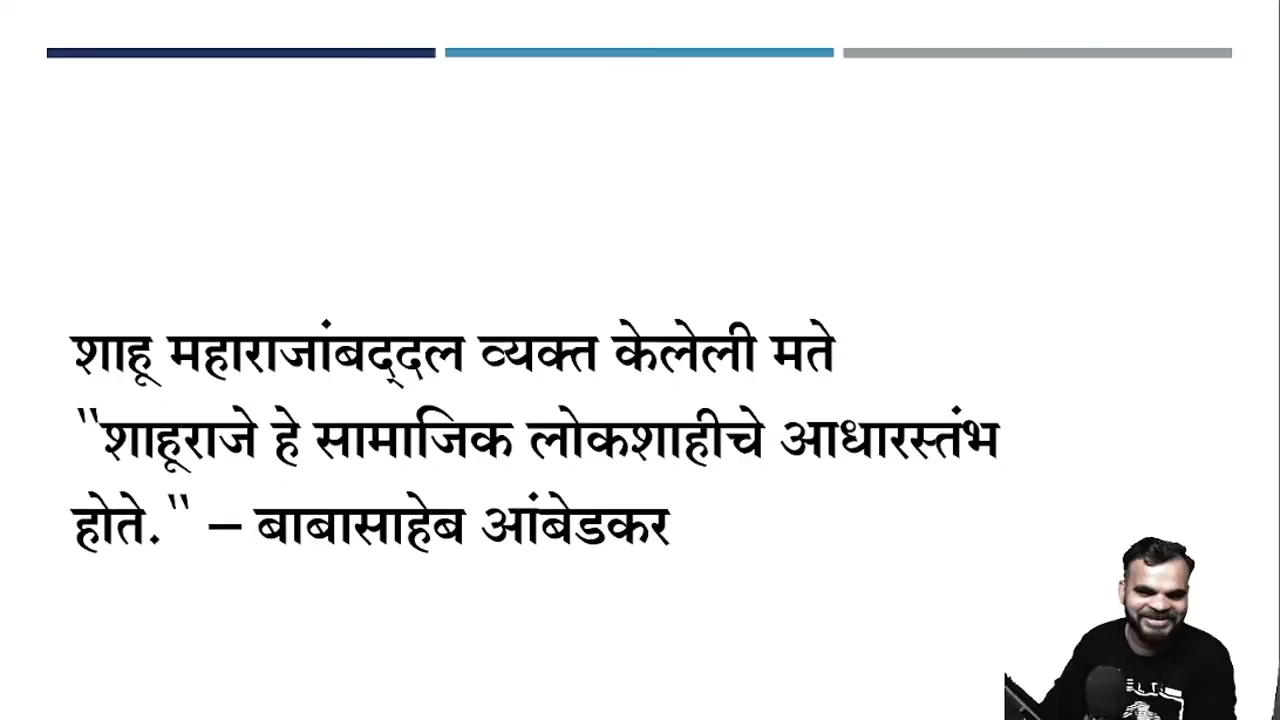 शाहू महाराजांबद्दल व्यक्त केलेली मते
"शाहूराजे हे सामाजिक लोकशाहीचे आधारस्तंभ
होते." – बाबासाहेब आंबेडकर